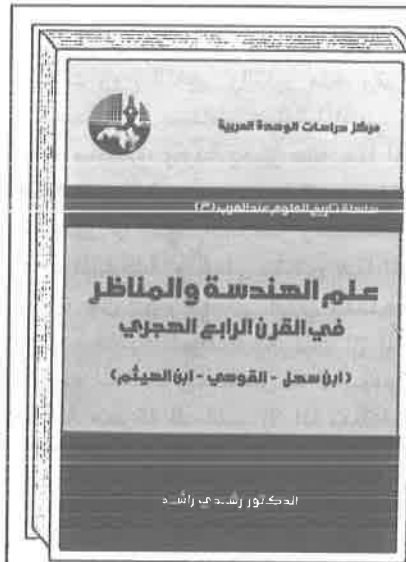 مركز دراسات الوحدة العربية
سلسلة تاريخ العلوم عند العرب (٣)
علم الهندسة والمناظر
في القرن الرابع الهجري
(ابن سهل - القوهي - ابن الهيثم)
الدكتور رشدي راشد